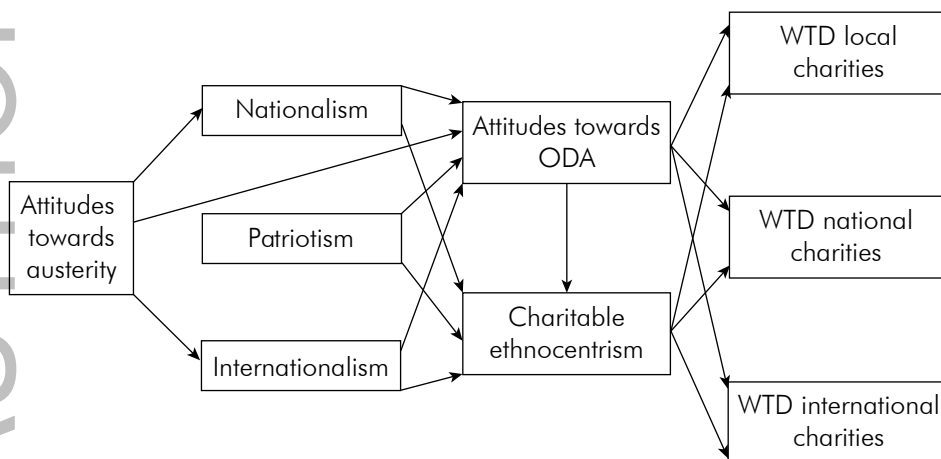 WTD local
charities
Nationalism
Attitudes towards
ODA
Attitudes
towards
austerity
Patriotism
WTD national
charities
Charitable
ethnocentrism
Internationalism
WTD international
charities